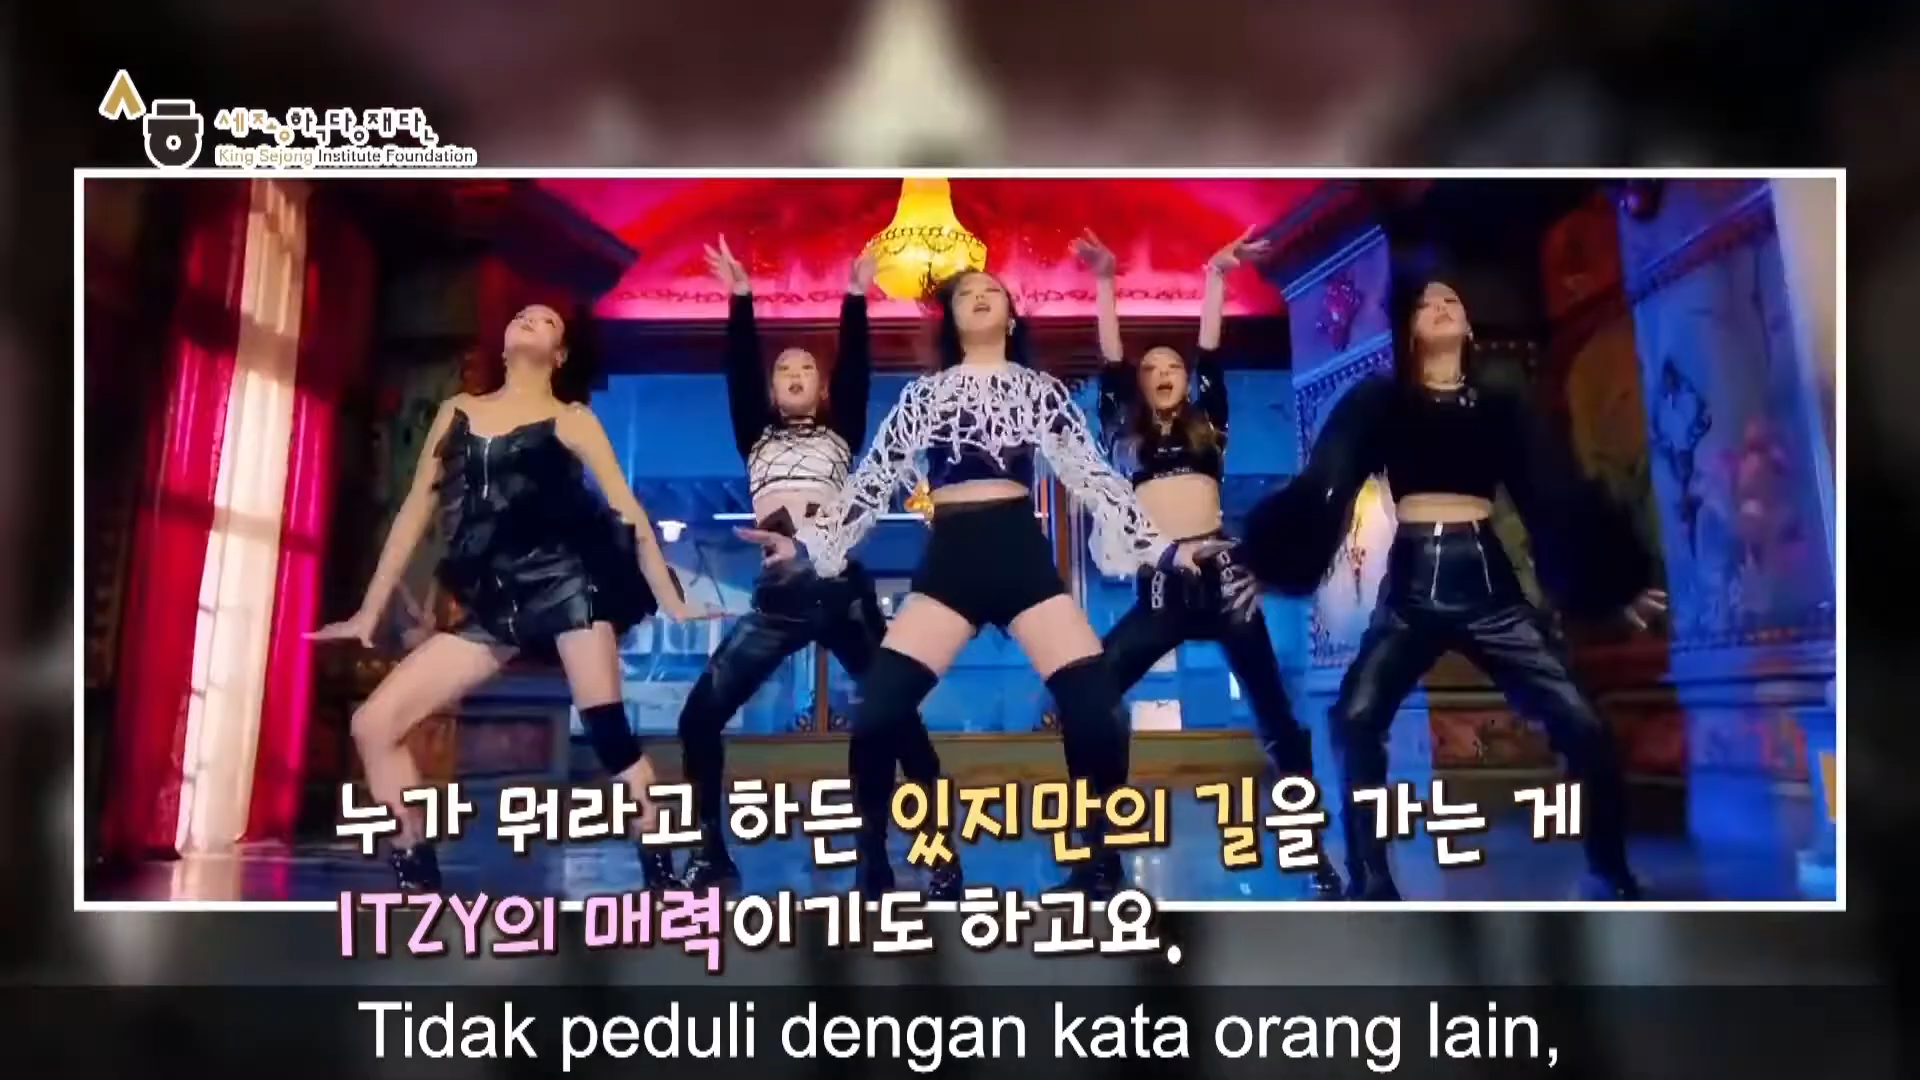 세종학당재단
King Sejong Institute Foundation
누가 뭐라고 하든 있지만의 길을 가는 게
ITZY의 매력이기도 하고요.
Tidak peduli dengan kata orang lain,